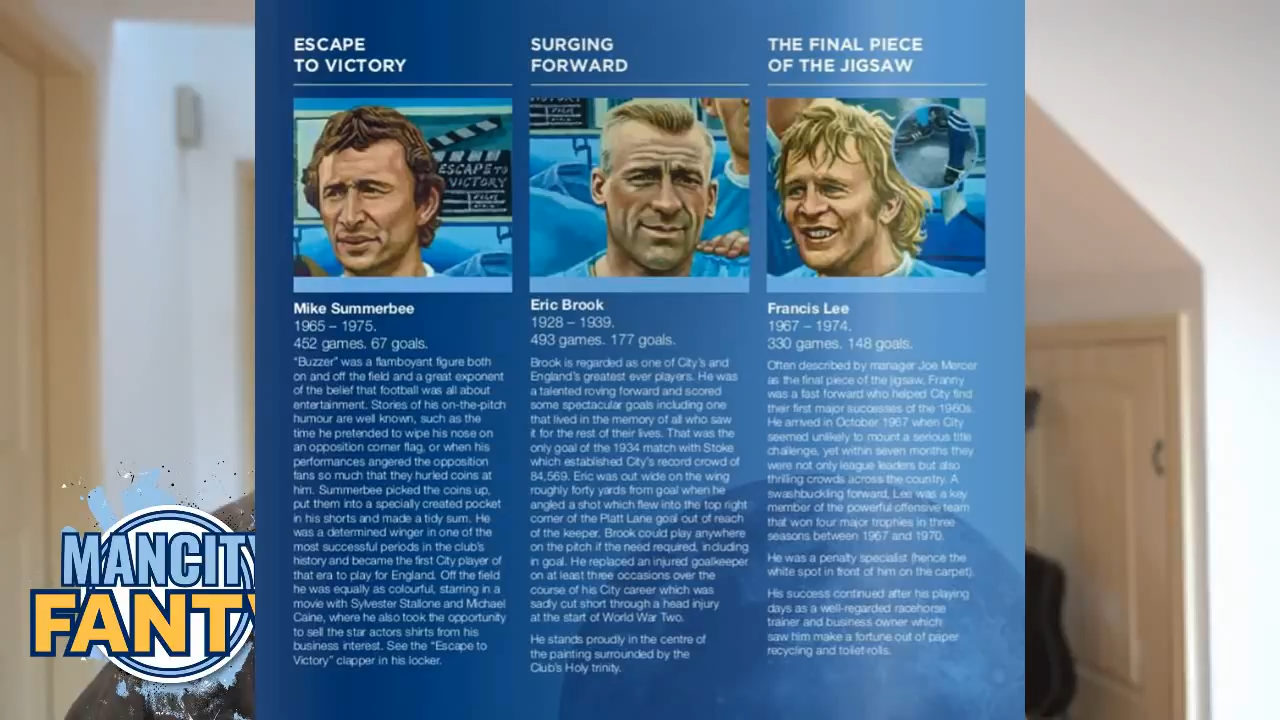 ESCAPE
TO VICTORY
ESCAPE TO
VICTORY
FILM
Mike Summerbee
1965 – 1975.
452 games. 67 goals.
“Buzzer” was a flamboyant figure both
on and off the field and a great exponent
of the belief that football was all about
entertainment. Stories of his on-the-pitch
humour are well known, such as the
time he pretended to wipe his nose on
an opposition corner flag, or when his
performances angered the opposition
fans so much that they hurled coins at
him. Summerbee picked the coins up,
put them into a specially created pocket
in his shorts and made a tidy sum. He
was a determined winger in one of the
most successful periods in the club’s
history and became the first City player of
that era to play for England. Off the field
he was equally as colourful, starring in a
movie with Sylvester Stallone and Michael
Caine, where he also took the opportunity
to sell the star actors shirts from his
business interest. See the “Escape to
Victory” clapper in his locker.
SURGING
FORWARD
Eric Brook
1928 – 1939.
493 games. 177 goals.
Brook is regarded as one of City’s and
England’s greatest ever players. He was
a talented roving forward and scored
some spectacular goals including one
that lived in the memory of all who saw
it for the rest of their lives. That was the
only goal of the 1934 match with Stoke
which established City’s record crowd of
84,569. Eric was out wide on the wing
roughly forty yards from goal when he
angled a shot which flew into the top right
corner of the Platt Lane goal out of reach
of the keeper. Brook could play anywhere
on the pitch if the need required, including
in goal. He replaced an injured goalkeeper
on at least three occasions over the
course of his City career which was
sadly cut short through a head injury
at the start of World War Two.
He stands proudly in the centre of
the painting surrounded by the
Club’s Holy trinity.
THE FINAL PIECE
OF THE JIGSAW
Francis Lee
1967 – 1974.
330 games. 148 goals.
Often described by manager Joe Mercer
as the final piece of the jigsaw, Franny
was a fast forward who helped City find
their first major successes of the 1960s.
He arrived in October 1967 when City
seemed unlikely to mount a serious title
challenge, yet within seven months they
were not only league leaders but also
thrilling crowds across the country. A
swashbuckling forward, Lee was a key
member of the powerful offensive team
that won four major trophies in three
seasons between 1967 and 1970.
He was a penalty specialist (hence the
white spot in front of him on the carpet).
His success continued after his playing
days as a well-regarded racehorse
trainer and business owner which
saw him make a fortune out of paper
recycling and toilet-rolls.
MANCITY
FANT